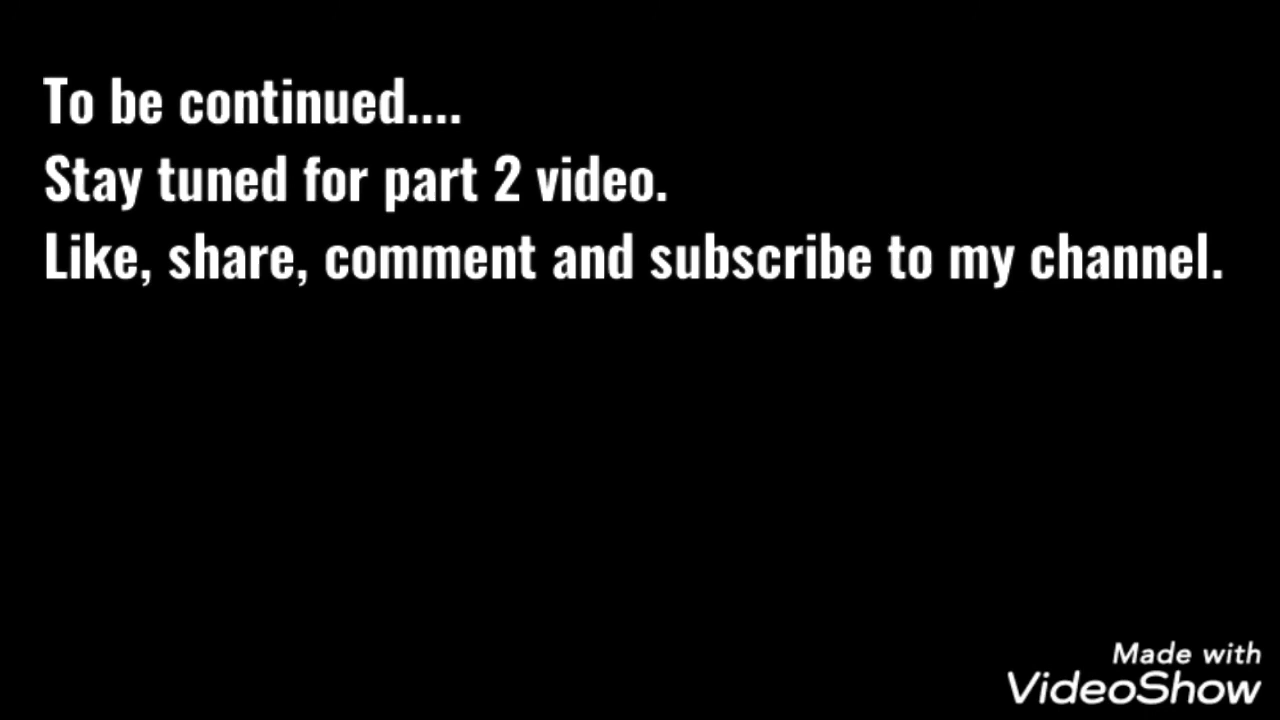 To be continued....
Stay tuned for part 2 video.
Like, share, comment and subscribe to my channel.
Made with
VideoShow